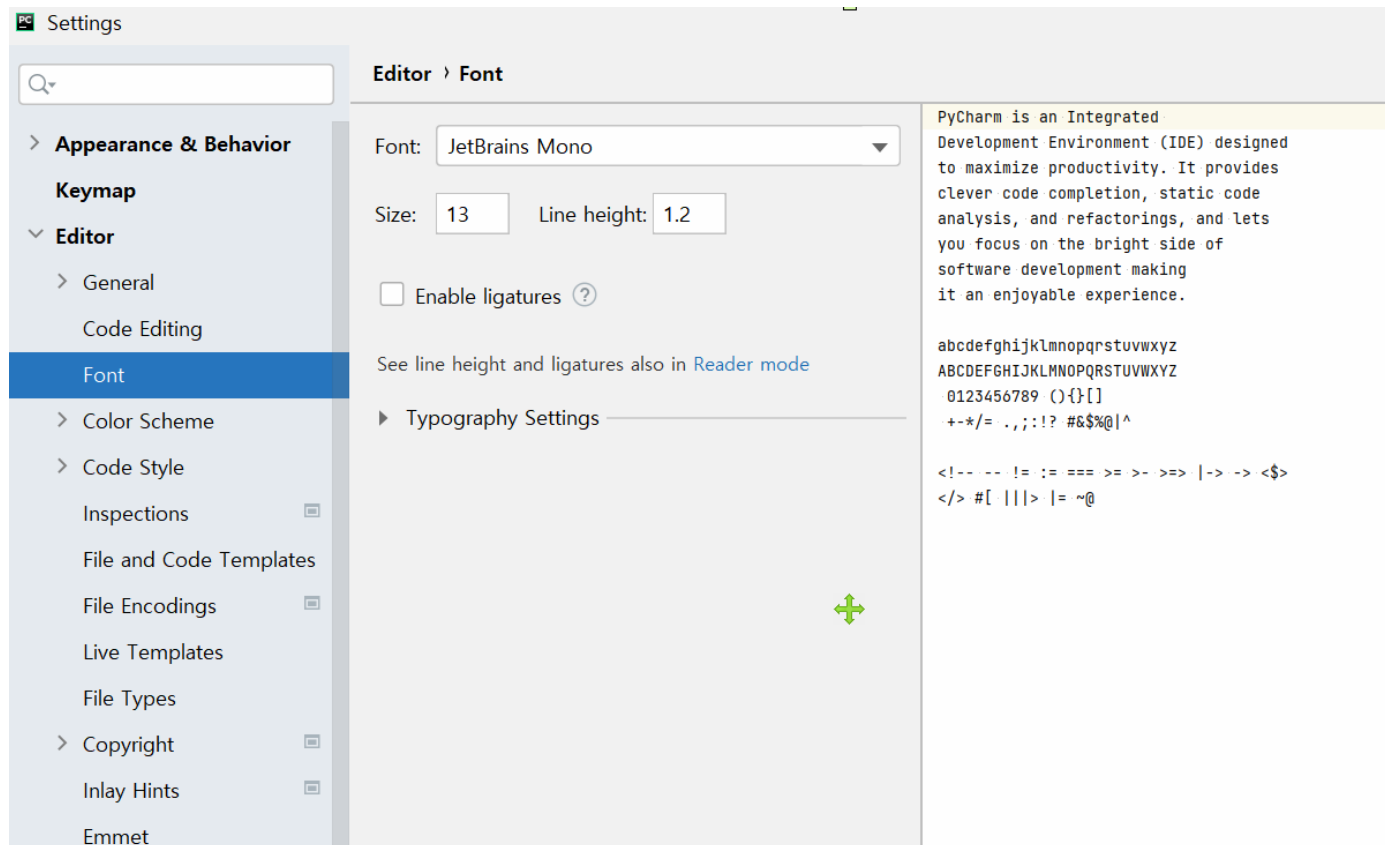 PC
Settings
Editor › Font
Appearance & Behavior
Keymap
Editor
General
Code Editing
Font
Color Scheme
Code Style
Inspections
File and Code Templates
File Encodings
Live Templates
File Types
Copyright
Inlay Hints
Emmet
Font: JetBrains Mono
Size: 13 Line height: 1.2
Enable ligatures ?
See line height and ligatures also in Reader mode
Typography Settings
PyCharm is an Integrated
Development Environment (IDE) designed
to maximize productivity. It provides
clever code completion, static code
analysis, and refactorings, and lets
you focus on the bright side of
software development making
it an enjoyable experience.
abcdefghijklmnopqrstuvwxyz
ABCDEFGHIJKLMNOPQRSTUVWXYZ
0123456789 (){}[]
+-*/= .,;:!? #&$%@|^
<!-- -- != := === >= >- >=> |-> -> <$>
</> #[ |||> |= ~@